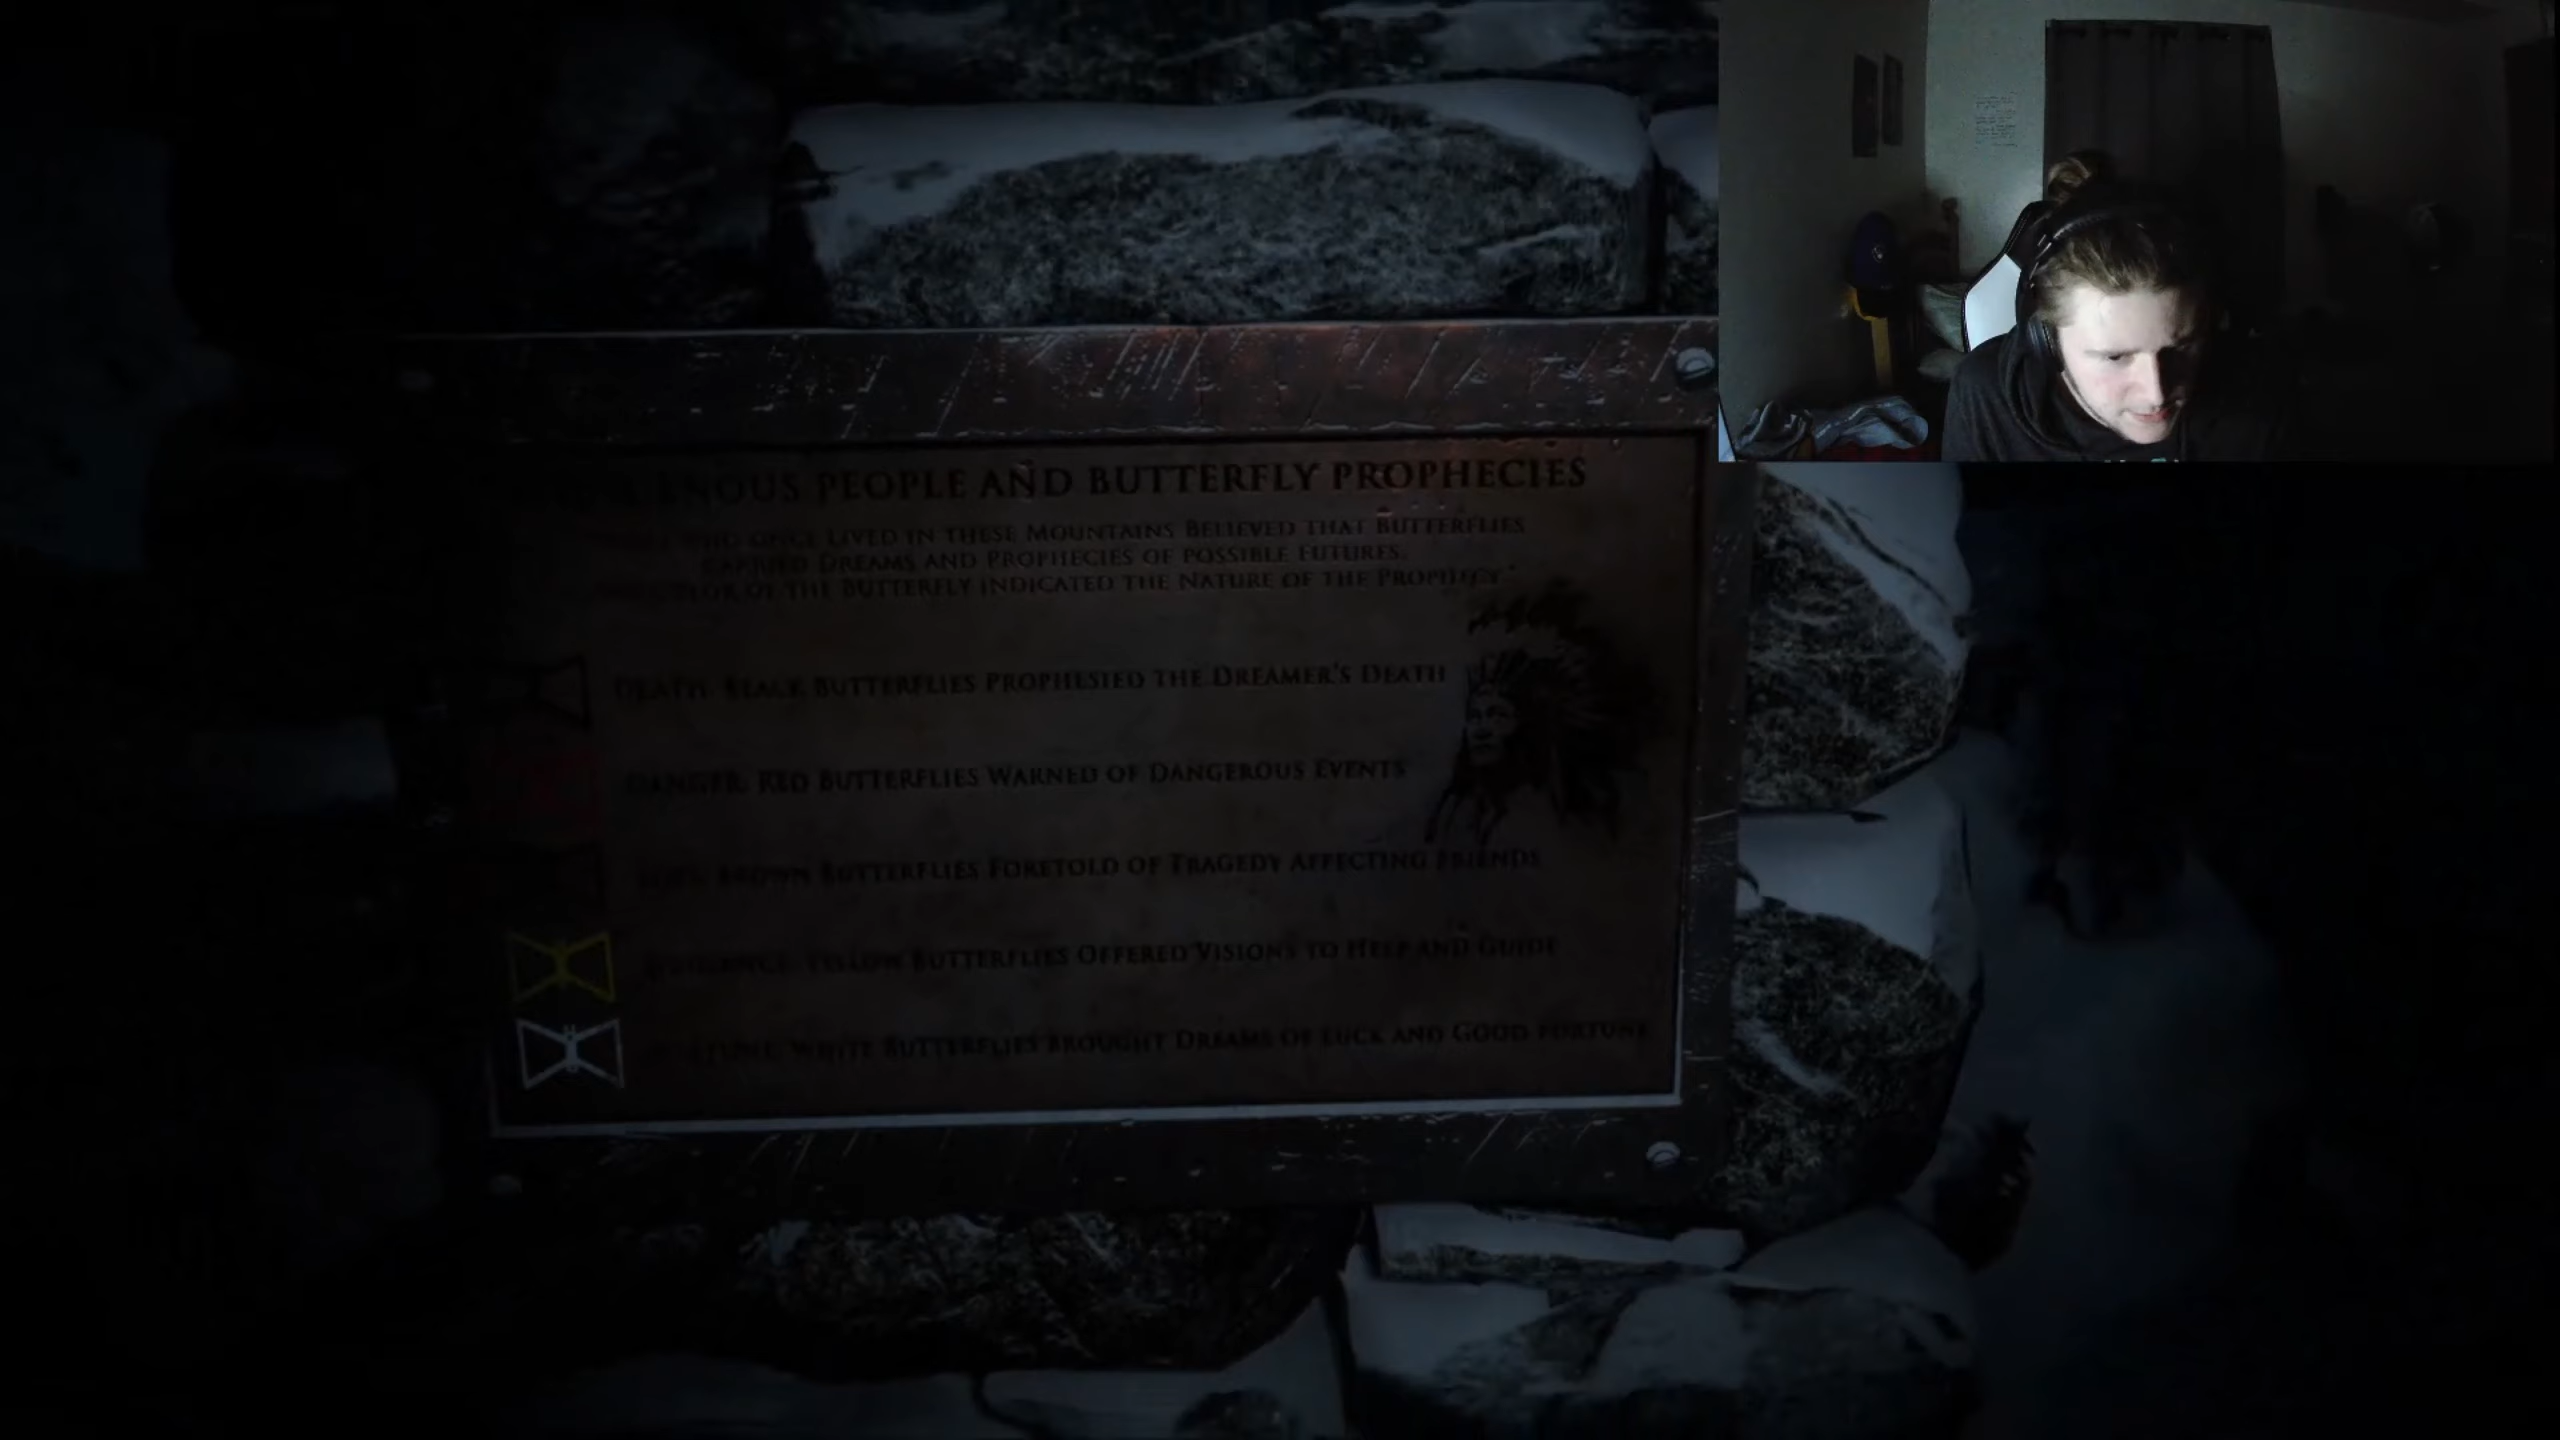 PEOPLE AND BUTTERFLY PROPHECIES
WHO ONCE LIVED IN THESE MOUNTAINS BELIEVED THAT BUTTERFLIES
CARRIED DREAMS AND PROPHECIES OF POSSIBLE FUTURES.
OF THE BUTTERFLY INDICATED THE NATURE OF THE PROPHECY
DEATH: BLACK BUTTERFLIES PROPHESIED THE DREAMER'S DEATH
DANGER: RED BUTTERFLIES WARNED OF DANGEROUS EVENTS
BROWN BUTTERFLIES FORETOLD OF TRAGEDY AFFECTING FRIENDS
GUIDANCE: YELLOW BUTTERFLIES OFFERED VISIONS TO HELP AND GUIDE
WHITE BUTTERFLIES BROUGHT DREAMS OF LUCK AND GOOD FORTUNE